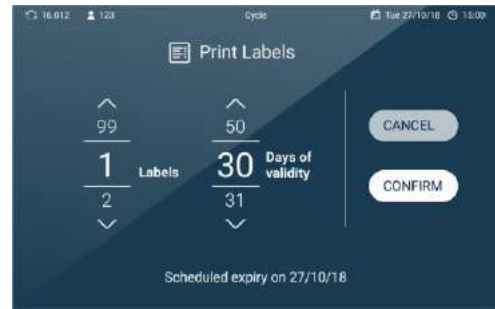 16.012 123 Cycle Tue 27/10/18 15:00
Print Labels
99 50
1 Labels 30 Days of validity
2 31
CANCEL
CONFIRM
Scheduled expiry on 27/10/18